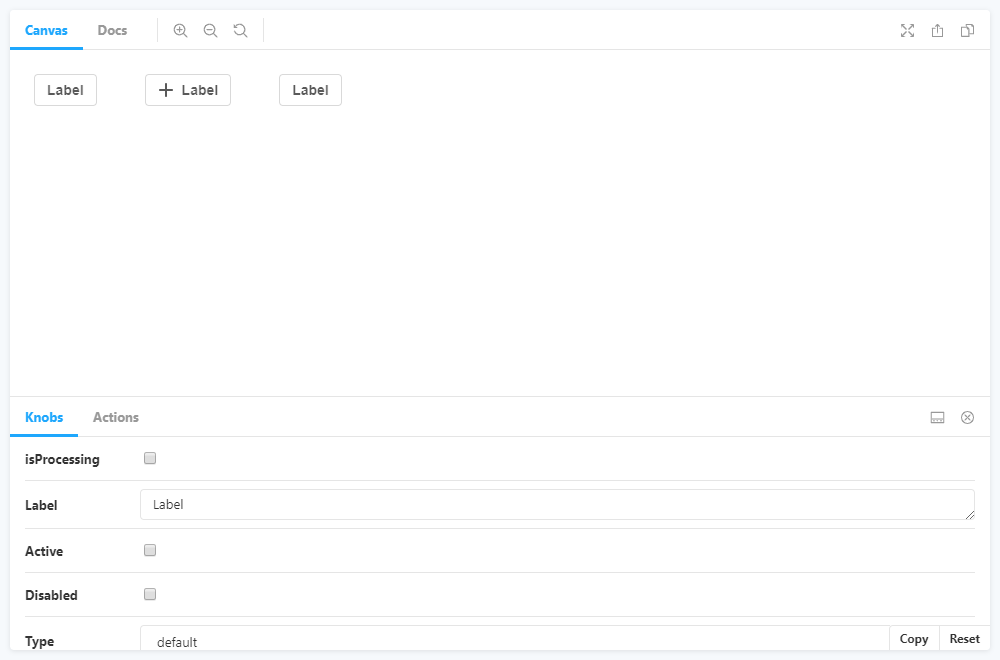 Canvas Docs
Label Label Label
Knobs Actions
isProcessing
Label Label
Active
Disabled
Type default Copy Reset